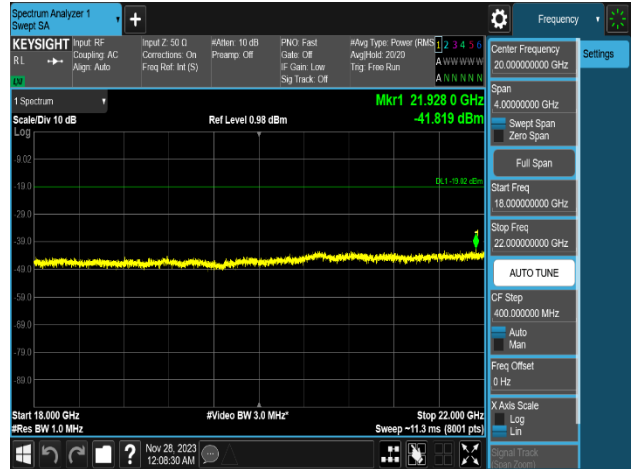 Spectrum Analyzer 1
Swept SA
+
Frequency
KEYSIGHT
RL
LXI
Input: RF
Coupling: AC
Align: Auto
Input Z: 50 Ω
Corrections: On
Freq Ref: Int (S)
#Atten: 10 dB
Preamp: Off
PNO: Fast
Gate: Off
IF Gain: Low
Sig Track: Off
#Avg Type: Power (RMS
Avg|Hold: 20/20
Trig: Free Run
1 2 3 4 5 6
A WWWWW
A N N N N N
1 Spectrum
Scale/Div 10 dB
Ref Level 0.98 dBm
Mkr1 21.928 0 GHz
-41.819 dBm
Log
-9.02
-19.0
-29.0
-39.0
-59.0
-69.0
-79.0
-89.0
DL1 -19.02 dBm
1
Start 18.000 GHz
#Res BW 1.0 MHz
#Video BW 3.0 MHz*
Stop 22.000 GHz
Sweep ~11.3 ms (8001 pts)
Center Frequency
20.000000000 GHz
Settings
Span
4.00000000 GHz
Swept Span
Zero Span
Full Span
Start Freq
18.000000000 GHz
Stop Freq
22.000000000 GHz
AUTO TUNE
CF Step
400.000000 MHz
Auto
Man
Freq Offset
0 Hz
X Axis Scale
Log
Lin
Signal Track
(Span Zoom)
?
Nov 28, 2023
12:08:30 AM